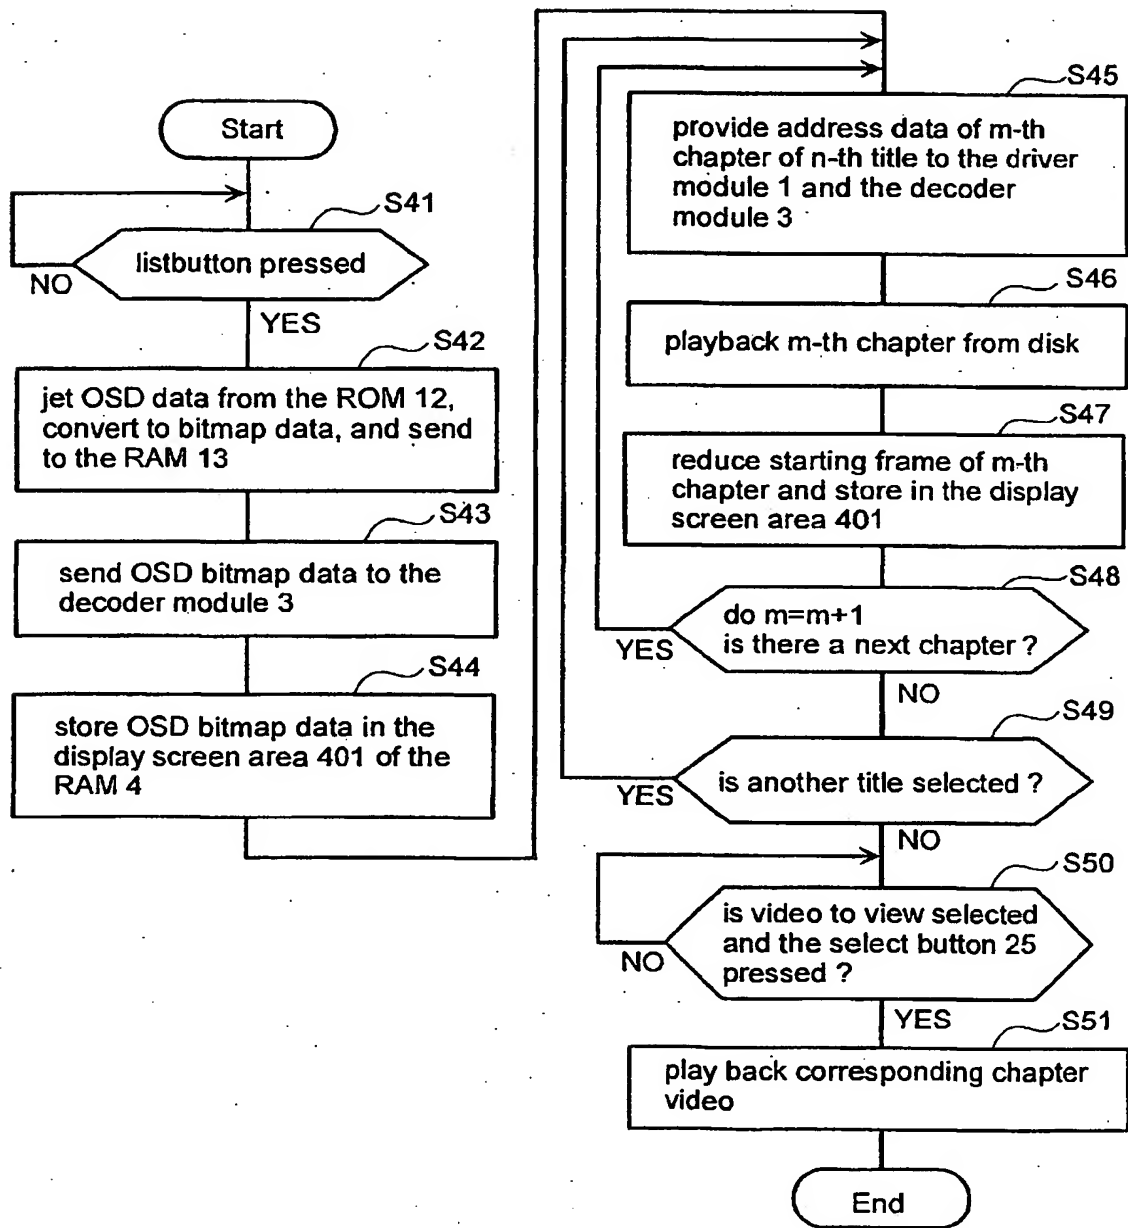 Start
S41
listbutton pressed
NO
YES
S42
jet OSD data from the ROM 12,
convert to bitmap data, and send
to the RAM 13
S43
send OSD bitmap data to the
decoder module 3
S44
store OSD bitmap data in the
display screen area 401 of the
RAM 4
S45
provide address data of m-th
chapter of n-th title to the driver
module 1 and the decoder
module 3
S46
playback m-th chapter from disk
S47
reduce starting frame of m-th
chapter and store in the display
screen area 401
S48
do m=m+1
is there a next chapter ?
YES
NO
S49
is another title selected ?
YES
NO
S50
is video to view selected
and the select button 25
pressed ?
NO
YES
S51
play back corresponding chapter
video
End